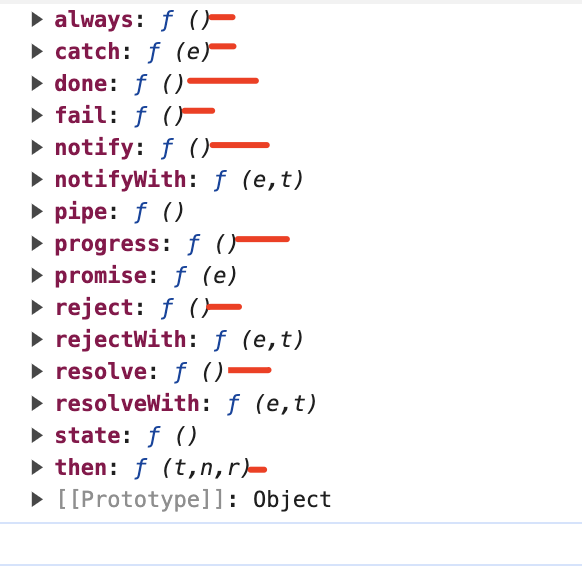 ▶ always: ƒ ()
▶ catch: ƒ (e)
▶ done: ƒ ()
▶ fail: ƒ ()
▶ notify: ƒ ()
▶ notifyWith: ƒ (e,t)
▶ pipe: ƒ ()
▶ progress: ƒ ()
▶ promise: ƒ (e)
▶ reject: ƒ ()
▶ rejectWith: ƒ (e,t)
▶ resolve: ƒ ()
▶ resolveWith: ƒ (e,t)
▶ state: ƒ ()
▶ then: ƒ (t,n,r)
▶ [[Prototype]]: Object